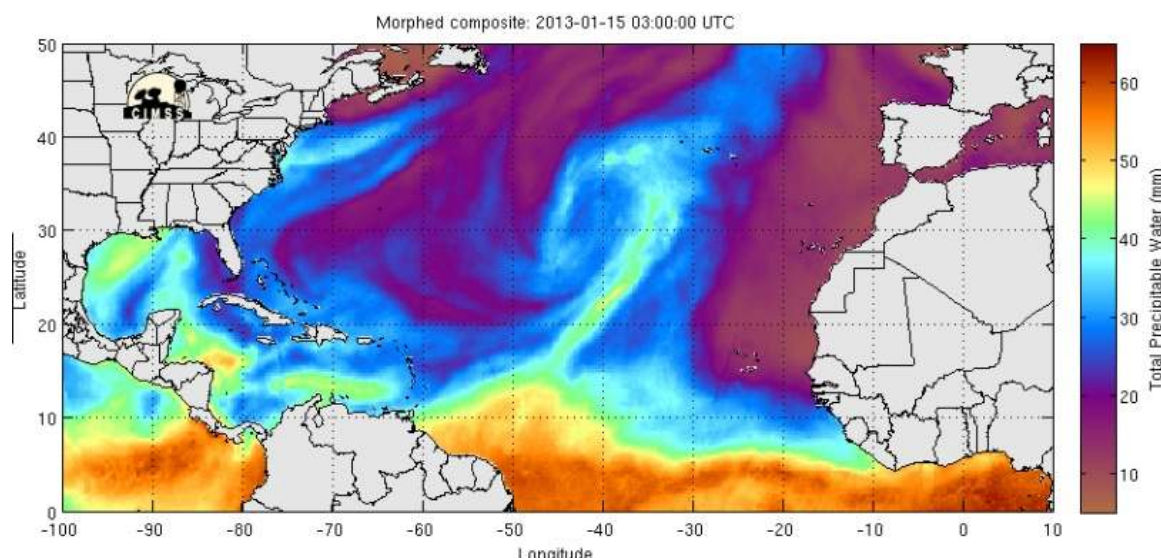 Morphed composite: 2013-01-15 03:00:00 UTC
50
40
30
20
10
0
Latitude
CIMSS
-100 -90 -80 -70 -60 -50 -40 -30 -20 -10 0 10
Longitude
60
50
40
30
20
10
Total Precipitable Water (mm)